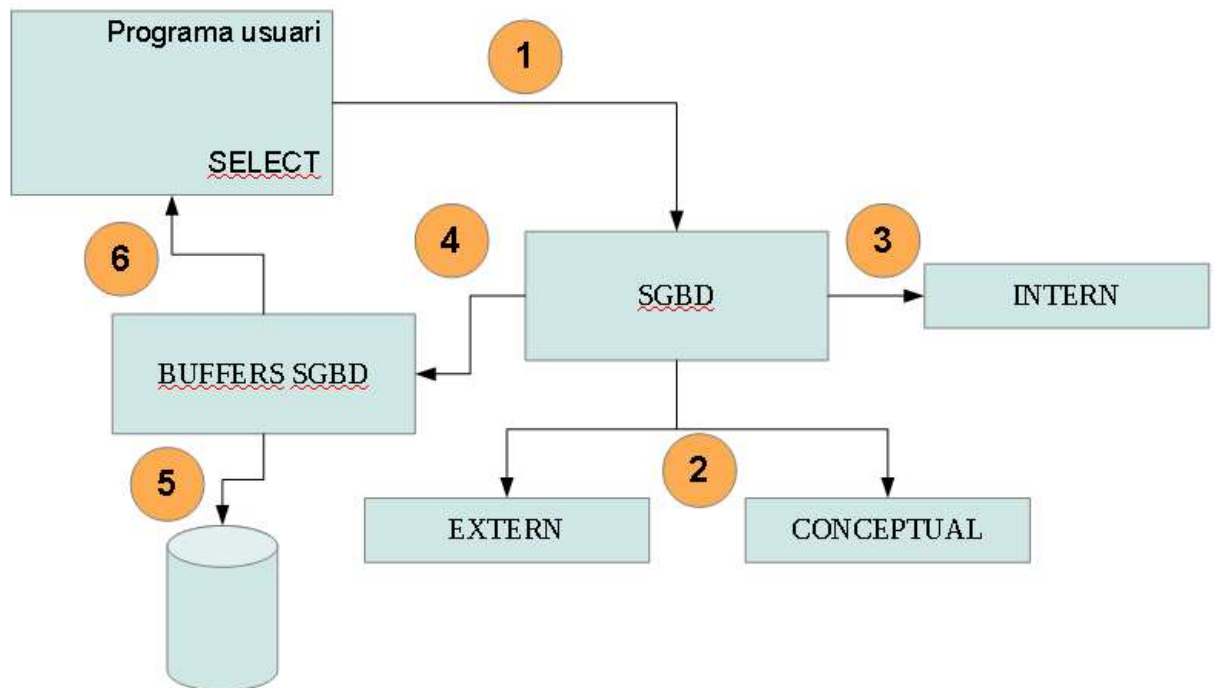 Programa usuari
1
SELECT
4
3
6
SGBD
INTERN
BUFFERS SGBD
2
5
EXTERN
CONCEPTUAL